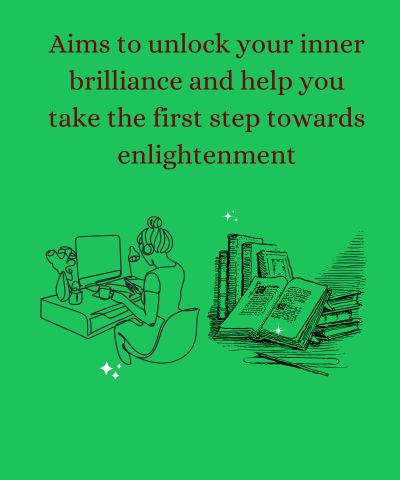 Aims to unlock your inner
brilliance and help you
take the first step towards
enlightenment